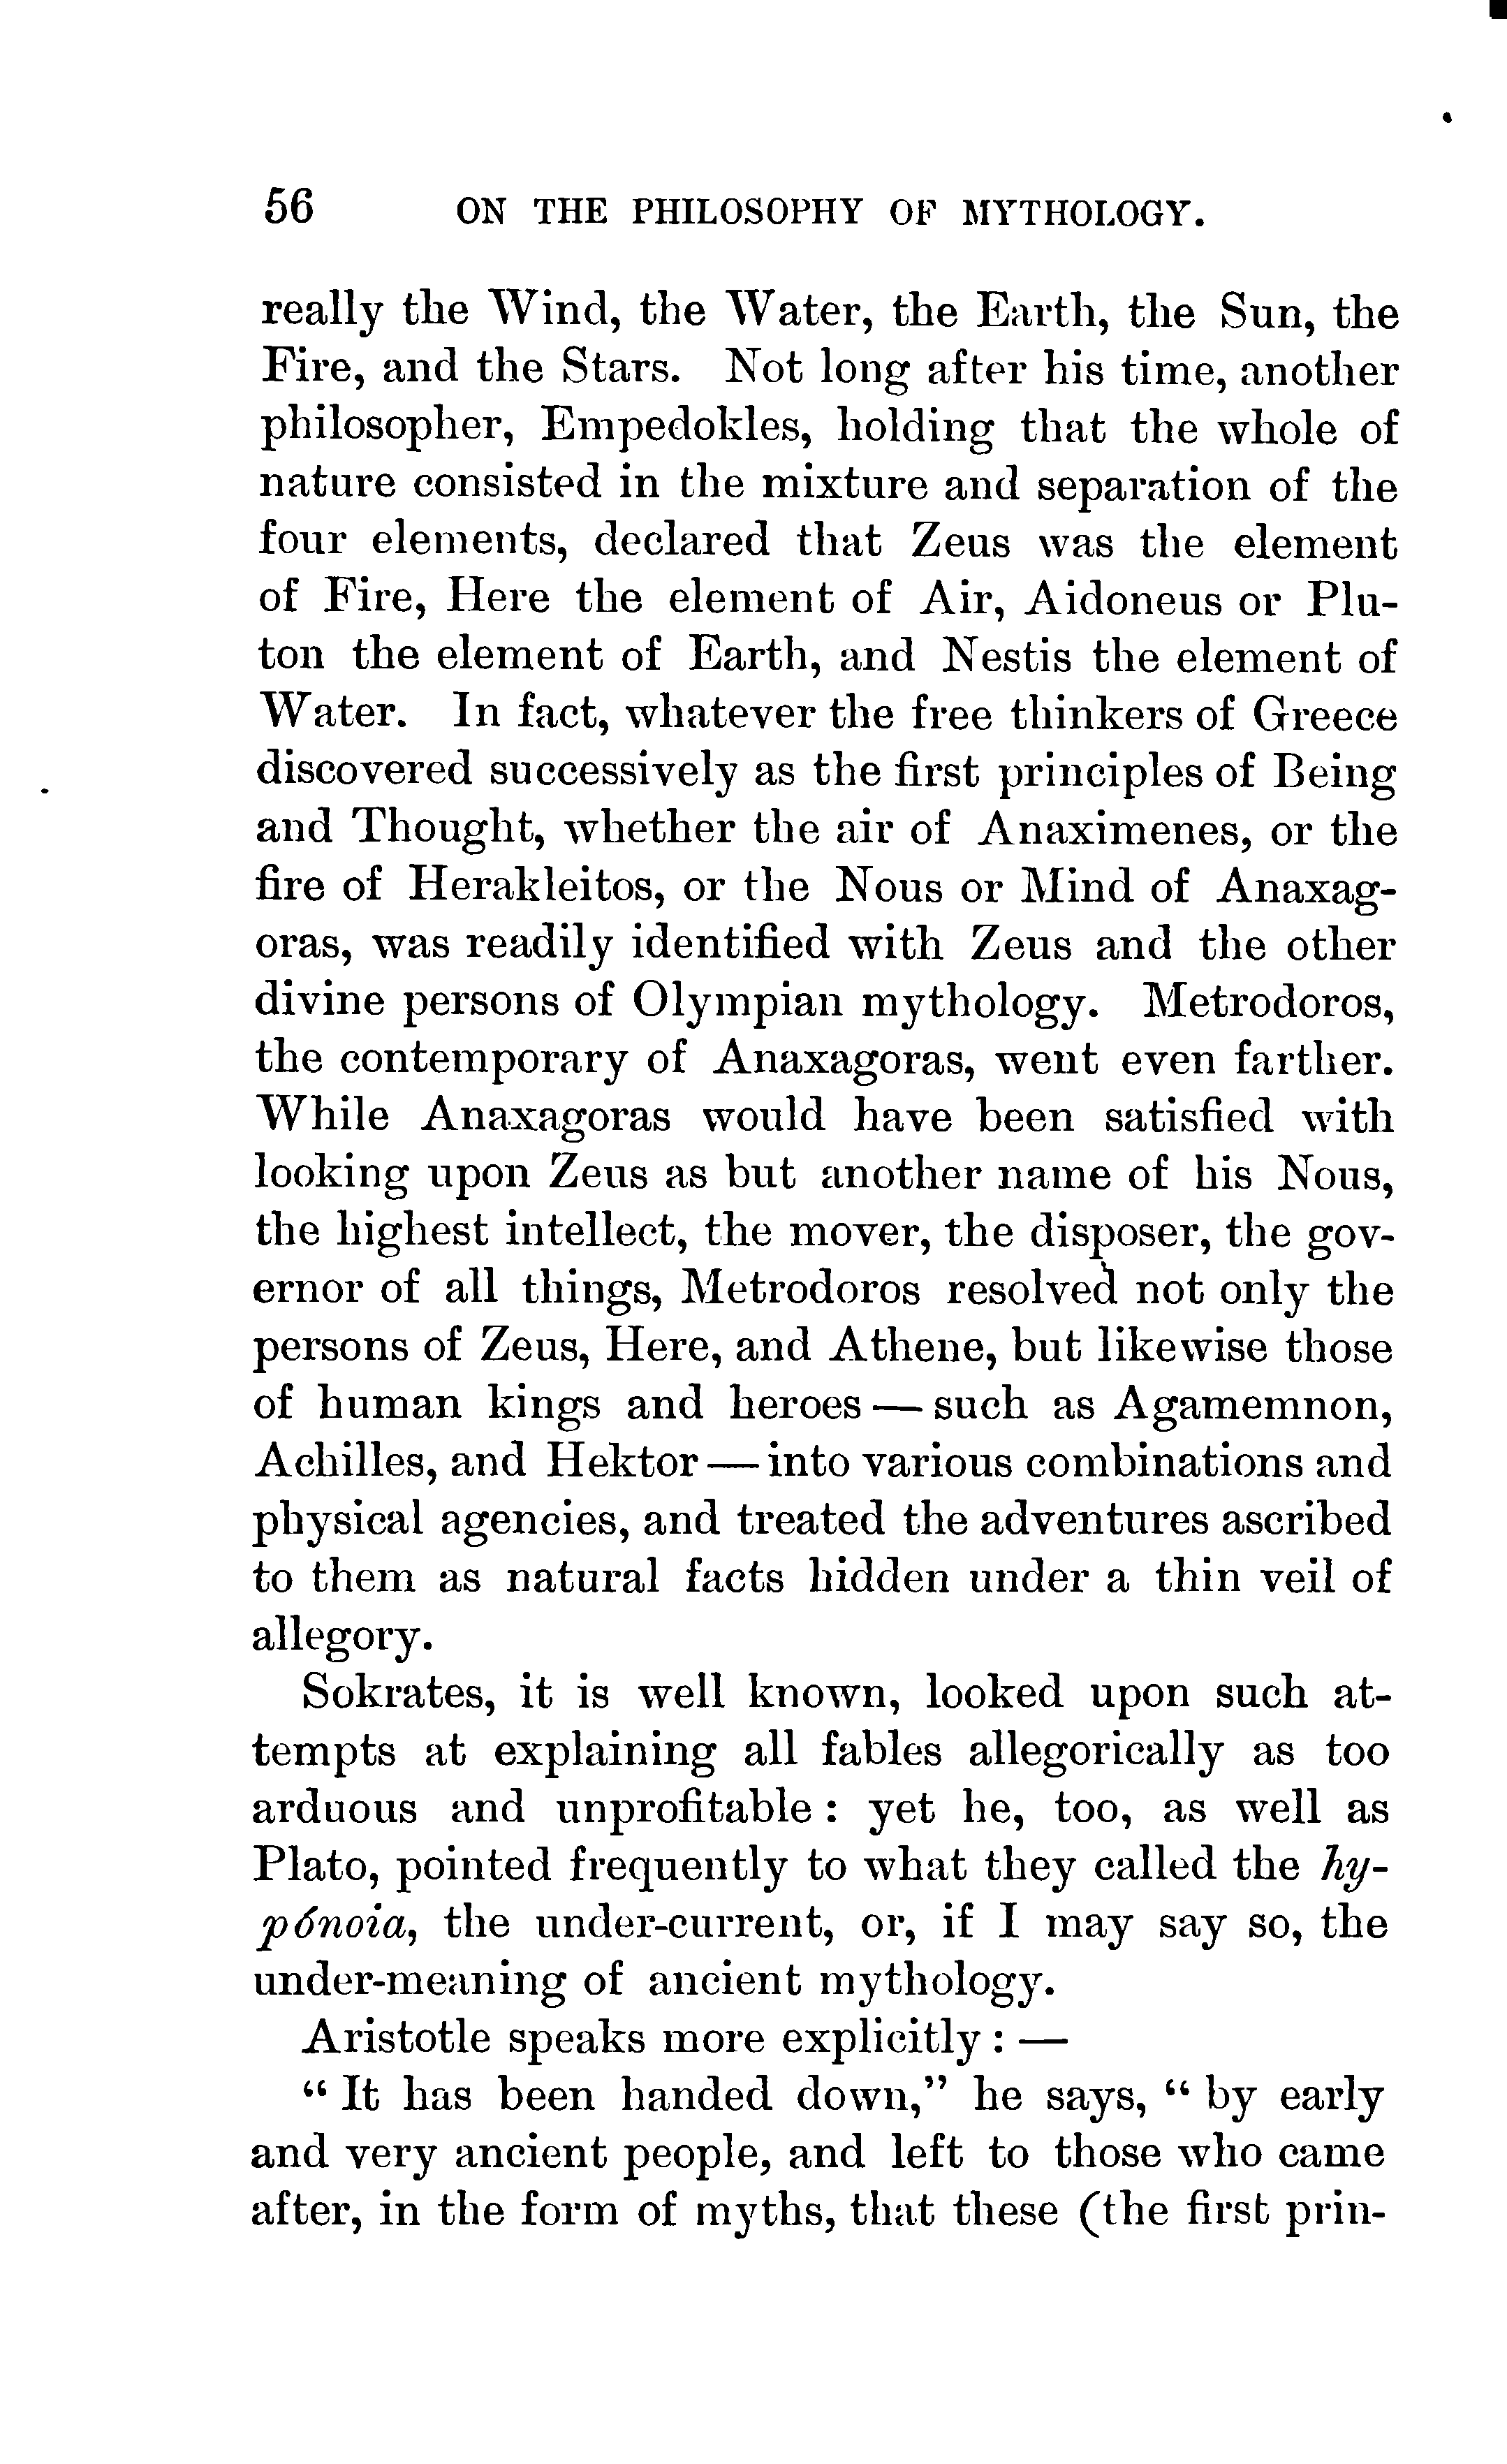 56 ON THE PHILOSOPHY OF MYTHOLOGY.
really the Wind, the Water, the Earth, the Sun, the
Fire, and the Stars. Not long after his time, another
philosopher, Empedokles, holding that the whole of
nature consisted in the mixture and separation of the
four elements, declared that Zeus was the element
of Fire, Here the element of Air, Aidoneus or Plu-
ton the element of Earth, and Nestis the element of
Water. In fact, whatever the free thinkers of Greece
discovered successively as the first principles of Being
and Thought, whether the air of Anaximenes, or the
fire of Herakleitos, or the Nous or Mind of Anaxag-
oras, was readily identified with Zeus and the other
divine persons of Olympian mythology. Metrodoros,
the contemporary of Anaxagoras, went even farther.
While Anaxagoras would have been satisfied with
looking upon Zeus as but another name of his Nous,
the highest intellect, the mover, the disposer, the gov-
ernor of all things, Metrodoros resolved not only the
persons of Zeus, Here, and Athene, but likewise those
of human kings and heroes — such as Agamemnon,
Achilles, and Hektor — into various combinations and
physical agencies, and treated the adventures ascribed
to them as natural facts hidden under a thin veil of
allegory.
Sokrates, it is well known, looked upon such at-
tempts at explaining all fables allegorically as too
arduous and unprofitable : yet he, too, as well as
Plato, pointed frequently to what they called the hy-
pónoia, the under-current, or, if I may say so, the
under-meaning of ancient mythology.
Aristotle speaks more explicitly : —
“ It has been handed down,” he says, “ by early
and very ancient people, and left to those who came
after, in the form of myths, that these (the first prin-